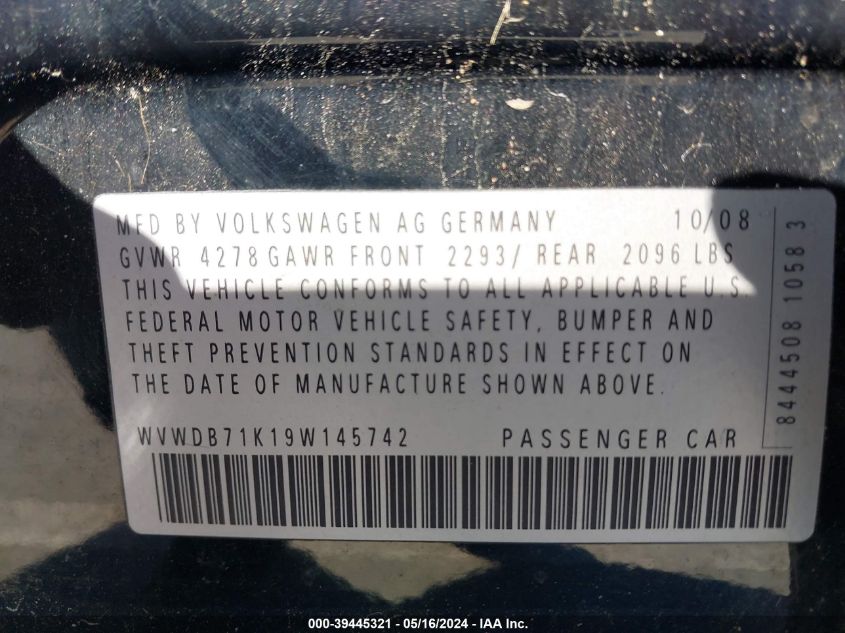 MFD BY VOLKSWAGEN AG GERMANY 10/08
GVWR 4278 GAWR FRONT 2293/ REAR 2096 LBS
THIS VEHICLE CONFORMS TO ALL APPLICABLE U.S.
FEDERAL MOTOR VEHICLE SAFETY, BUMPER AND
THEFT PREVENTION STANDARDS IN EFFECT ON
THE DATE OF MANUFACTURE SHOWN ABOVE.
WVWDB71K19W145742 PASSENGER CAR
8444508 10583
000-39445321 - 05/16/2024 - IAA Inc.